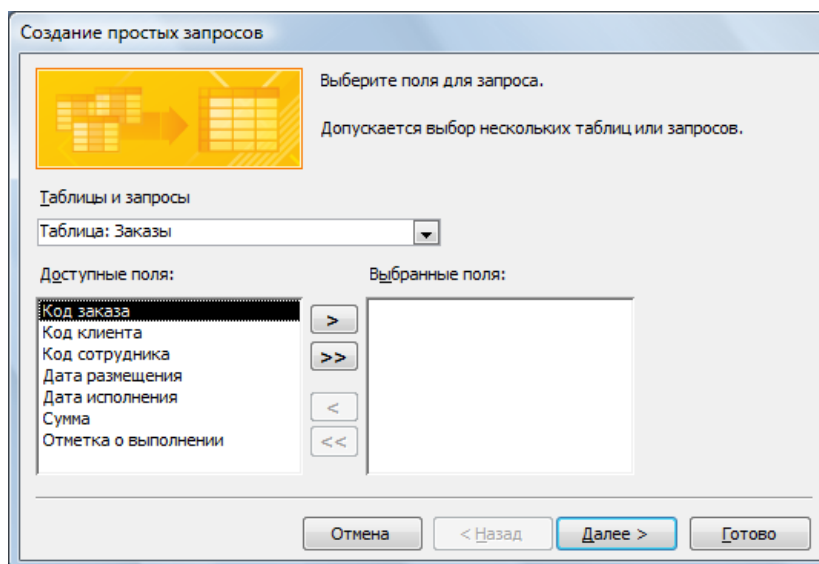 Создание простых запросов
Выберите поля для запроса.
Допускается выбор нескольких таблиц или запросов.
Таблицы и запросы
Таблица: Заказы
Доступные поля:
Выбранные поля:
Код заказа
Код клиента
Код сотрудника
Дата размещения
Дата исполнения
Сумма
Отметка о выполнении
>
>>
<
<<
Отмена
< Назад
Далее >
Готово